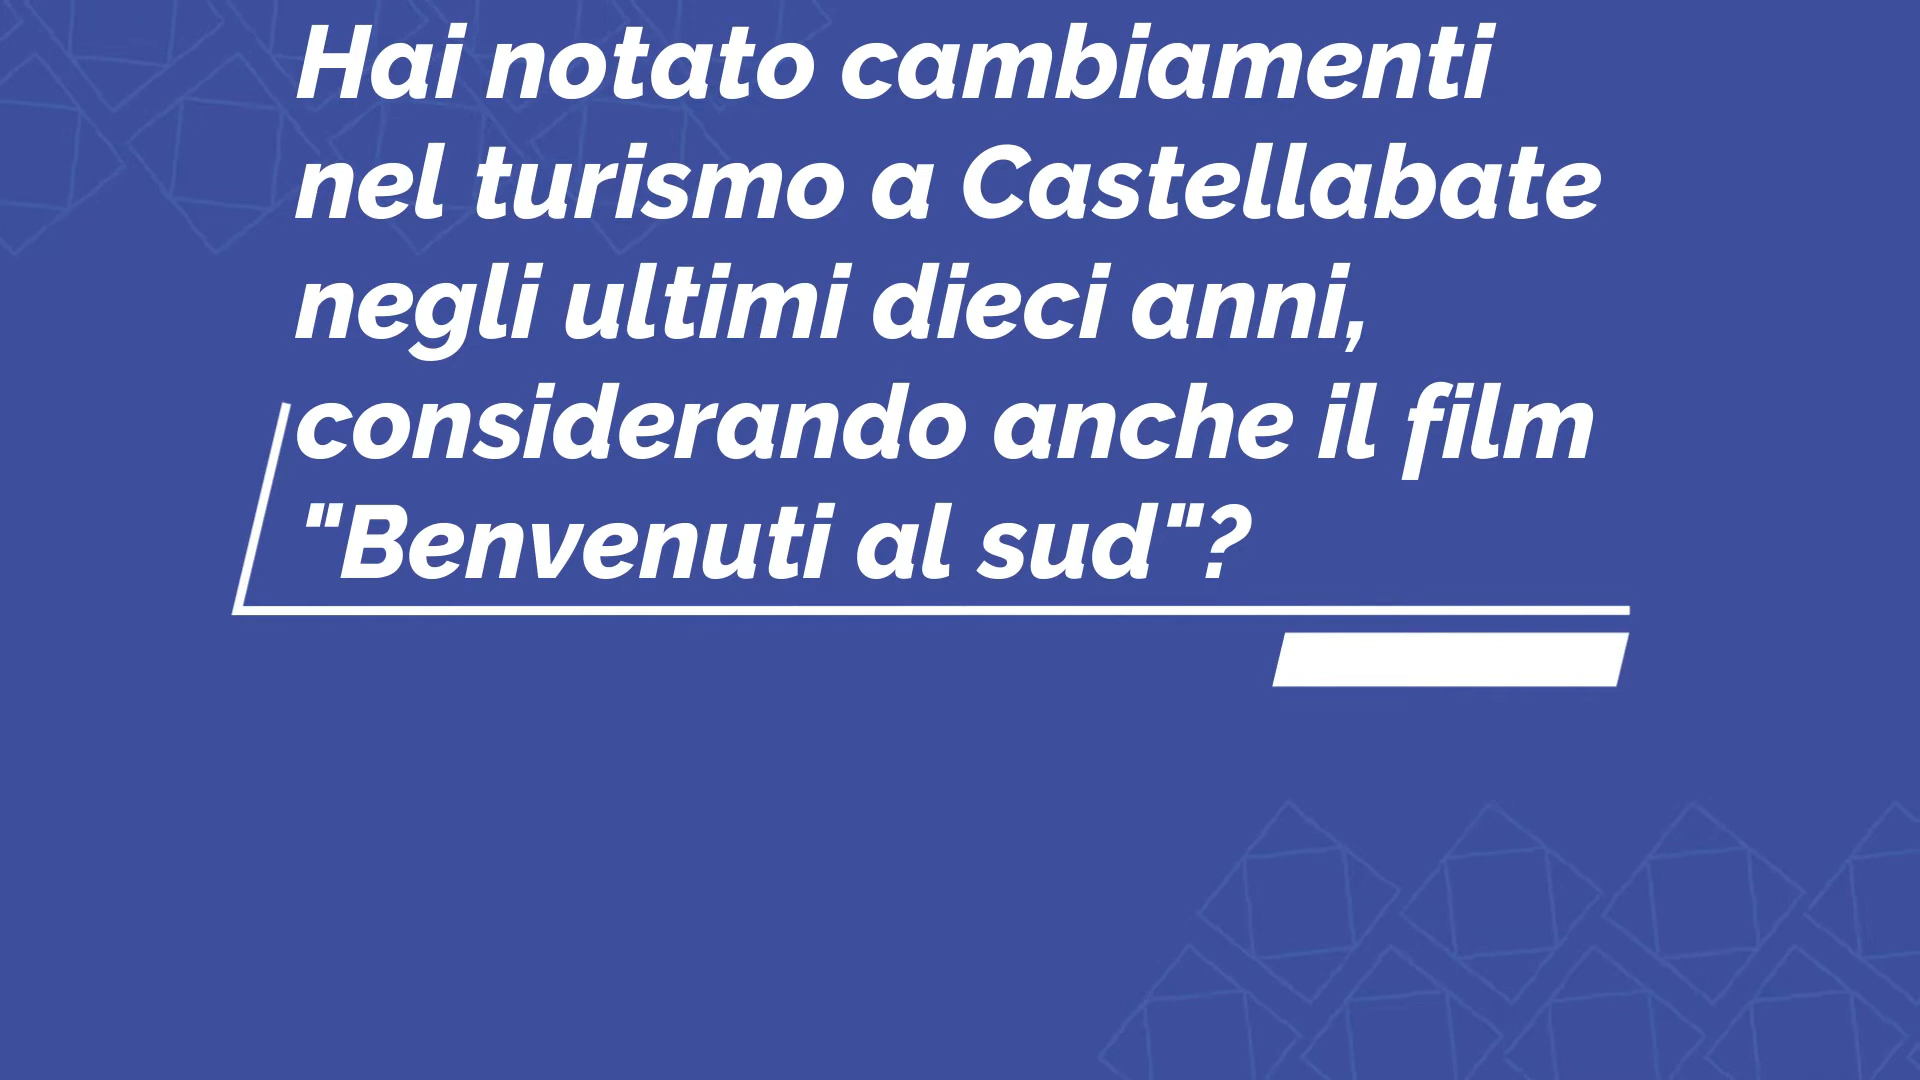 Hai notato cambiamenti
nel turismo a Castellabate
negli ultimi dieci anni,
considerando anche il film
"Benvenuti al sud"?